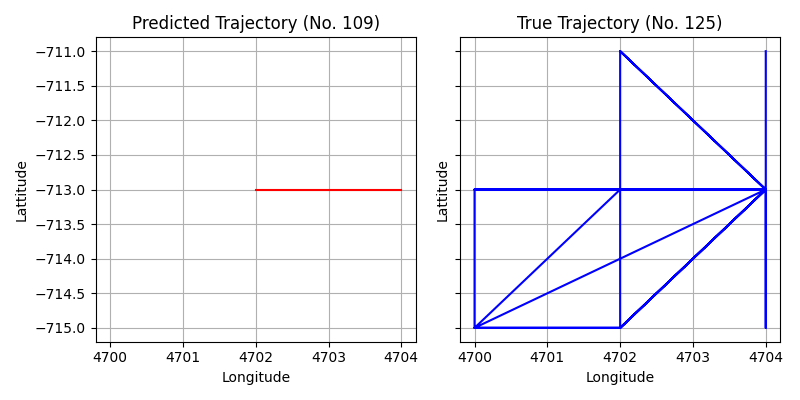 Predicted Trajectory (No. 109)
−711.0
−711.5
−712.0
−712.5
−713.0
−713.5
−714.0
−714.5
−715.0
Lattitude
4700 4701 4702 4703 4704
Longitude
True Trajectory (No. 125)
Lattitude
4700 4701 4702 4703 4704
Longitude